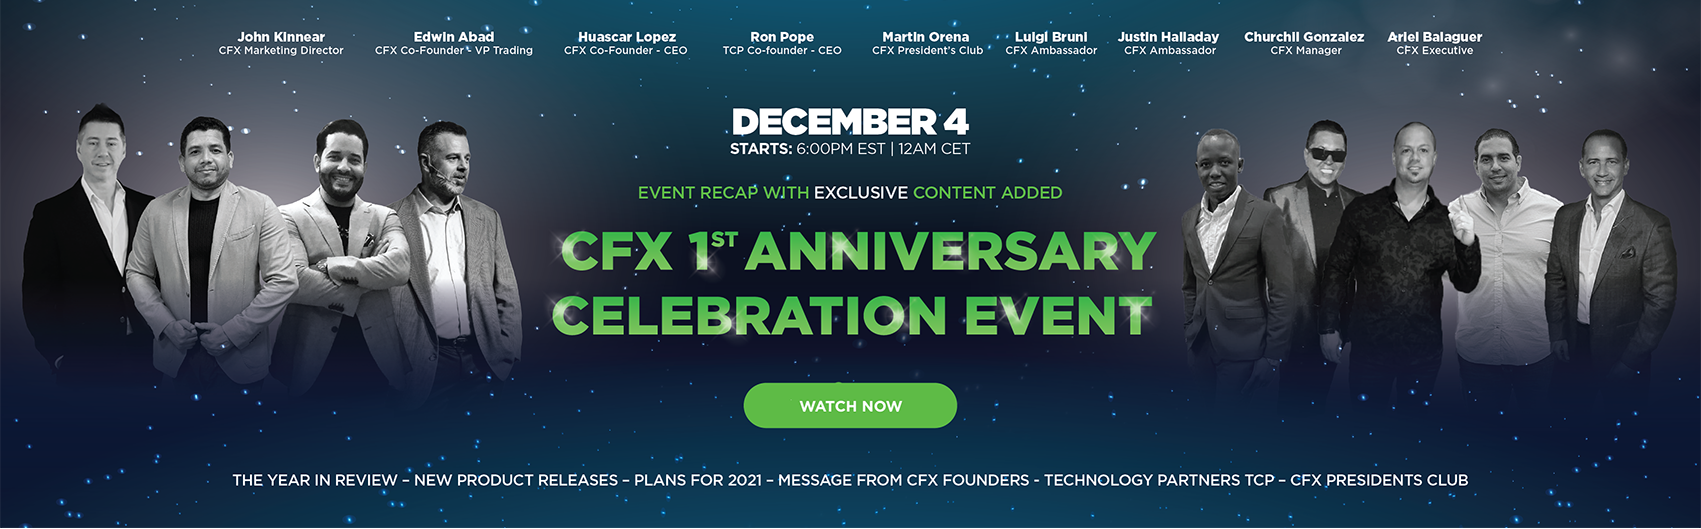 John Kinnear
CFX Marketing Director
Edwin Abad
CFX Co-Founder - VP Trading
Huascar Lopez
CFX Co-Founder - CEO
Ron Pope
TCP Co-founder - CEO
Martin Orena
CFX President's Club
Luigi Bruni
CFX Ambassador
Justin Halladay
CFX Ambassador
Churchil Gonzalez
CFX Manager
Ariel Balaguer
CFX Executive
DECEMBER 4
STARTS: 6:00PM EST | 12AM CET
EVENT RECAP WITH EXCLUSIVE CONTENT ADDED
CFX 1ST ANNIVERSARY
CELEBRATION EVENT
WATCH NOW
THE YEAR IN REVIEW – NEW PRODUCT RELEASES – PLANS FOR 2021 – MESSAGE FROM CFX FOUNDERS - TECHNOLOGY PARTNERS TCP – CFX PRESIDENTS CLUB